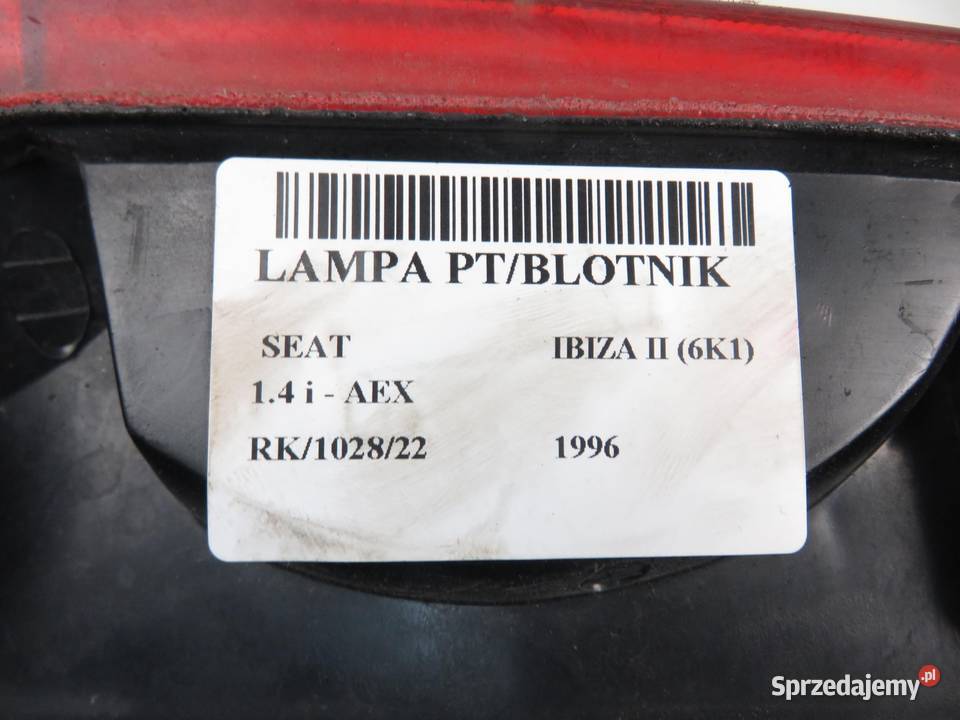 LAMPA PT/BLOTNIK
SEAT IBIZA II (6K1)
1.4 i - AEX
RK/1028/22 1996
Sprzedajemy.pl